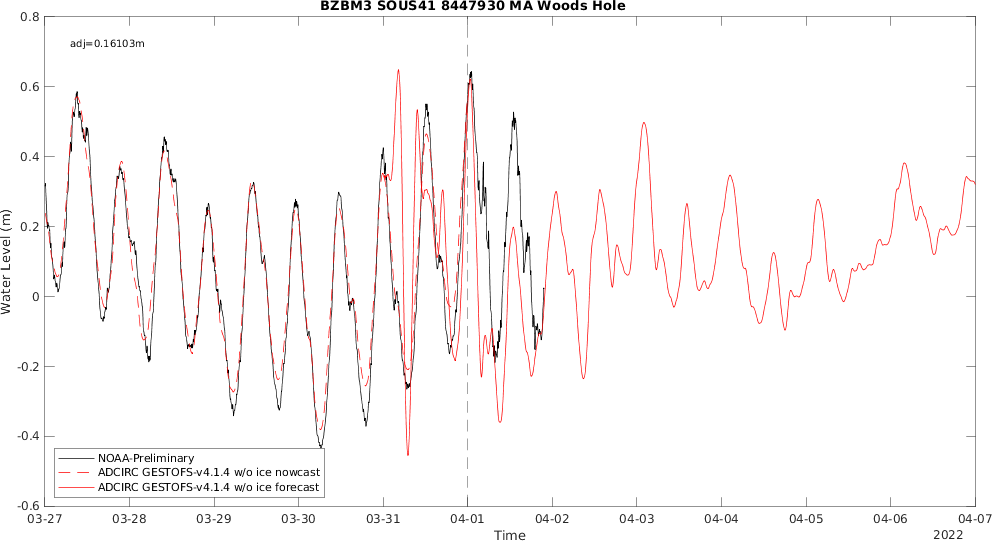 BZBM3 SOUS41 8447930 MA Woods Hole
adj=0.16103m
0.8
0.6
0.4
0.2
0
-0.2
-0.4
-0.6
Water Level (m)
NOAA-Preliminary
ADCIRC GESTOFS-v4.1.4 w/o ice nowcast
ADCIRC GESTOFS-v4.1.4 w/o ice forecast
03-27 03-28 03-29 03-30 03-31 04-01 04-02 04-03 04-04 04-05 04-06 04-07
Time
2022